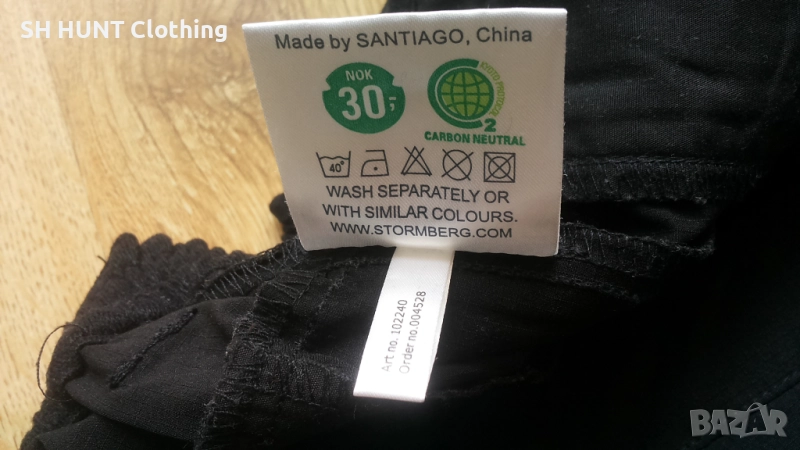 SH HUNT Clothing
Made by SANTIAGO, China
NOK
30,-
2
CARBON NEUTRAL
40°
WASH SEPARATELY OR
WITH SIMILAR COLOURS.
WWW.STORMBERG.COM
Art no. 102240
Order no.004528
BAZAR